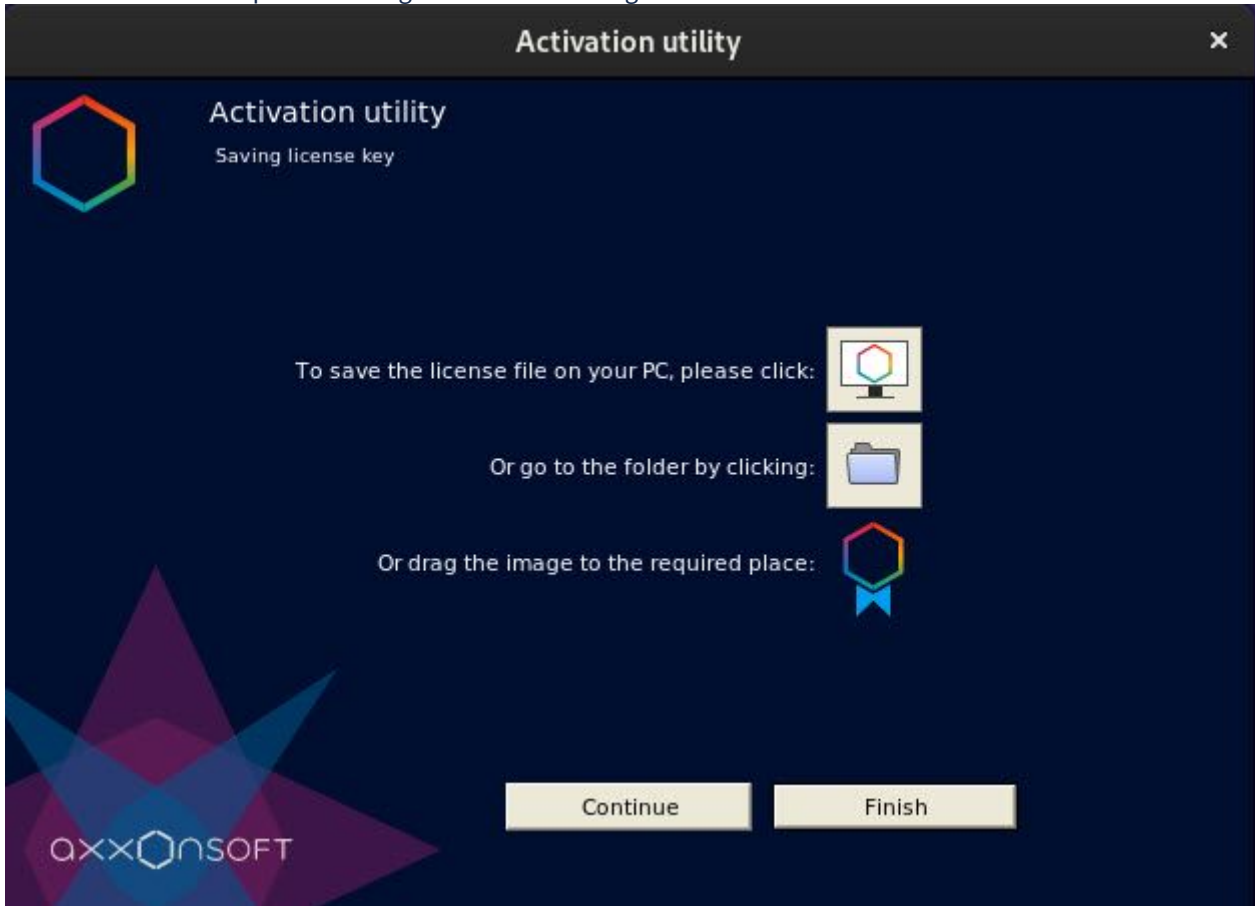 Activation utility
Activation utility
Saving license key
To save the license file on your PC, please click:
Or go to the folder by clicking:
Or drag the image to the required place:
Continue Finish
axxonsoft